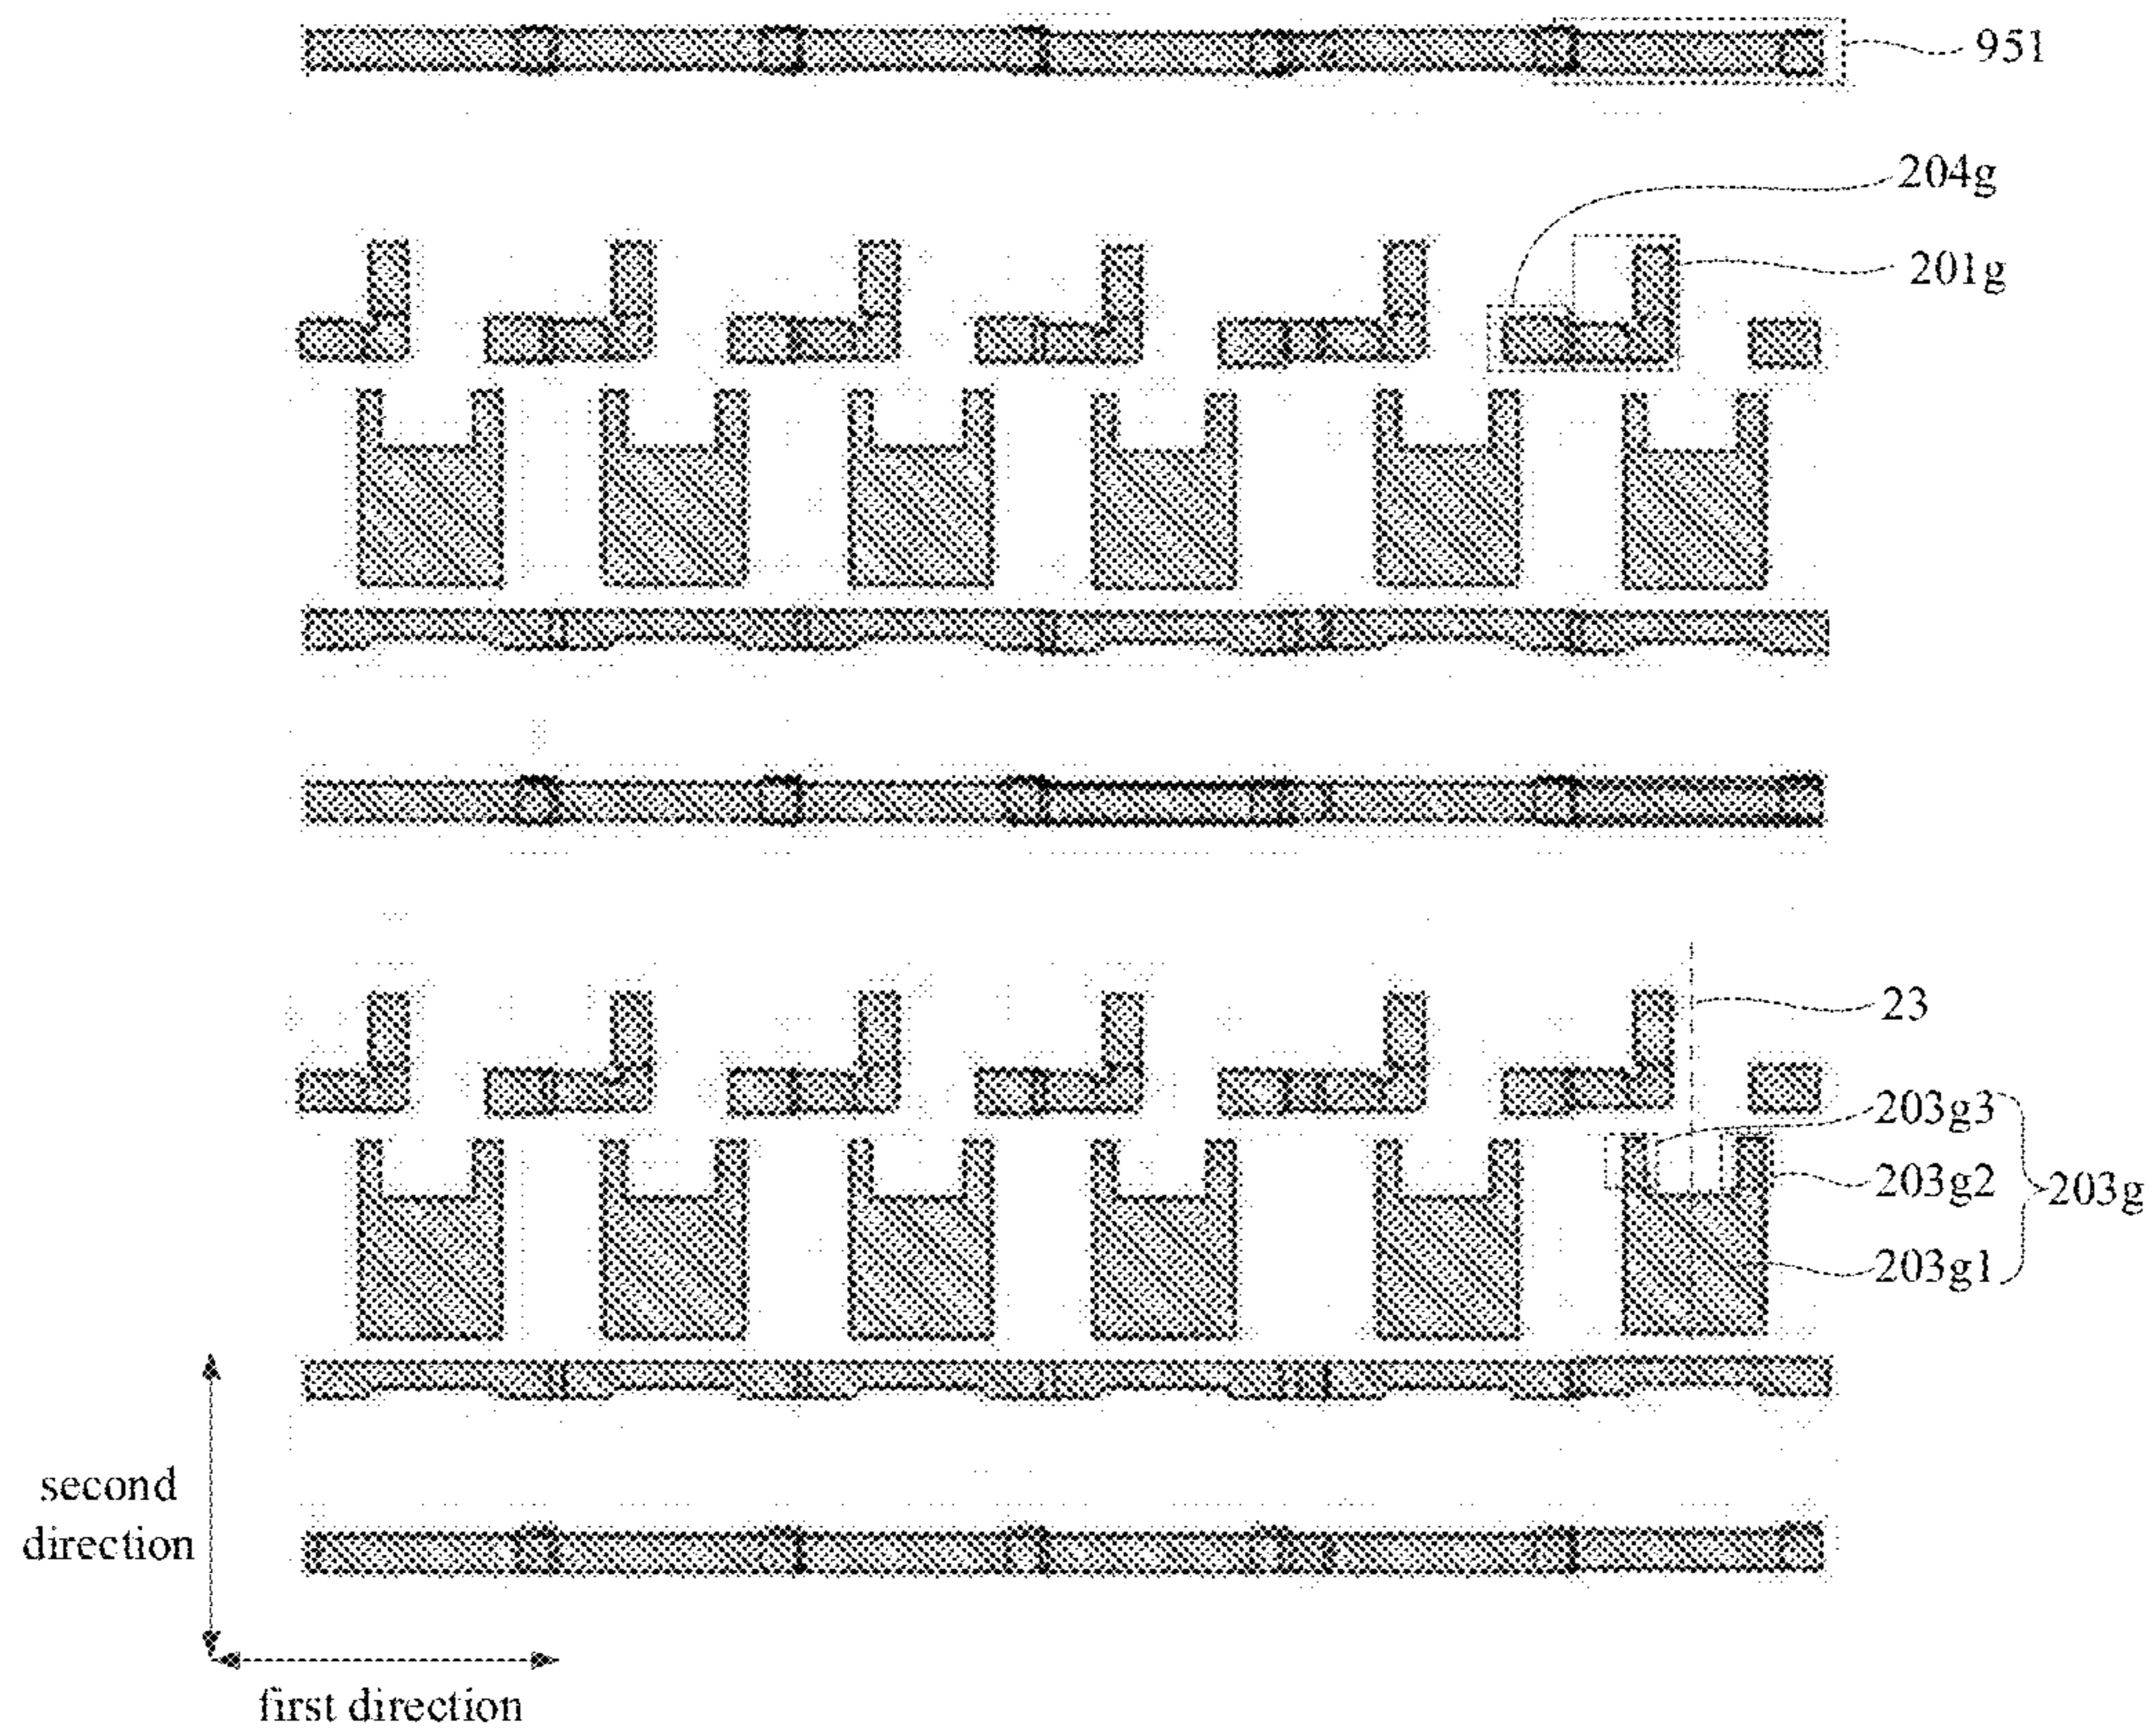 951
204g
201g
23
203g3
203g2
203g
203g1
second
direction
first direction